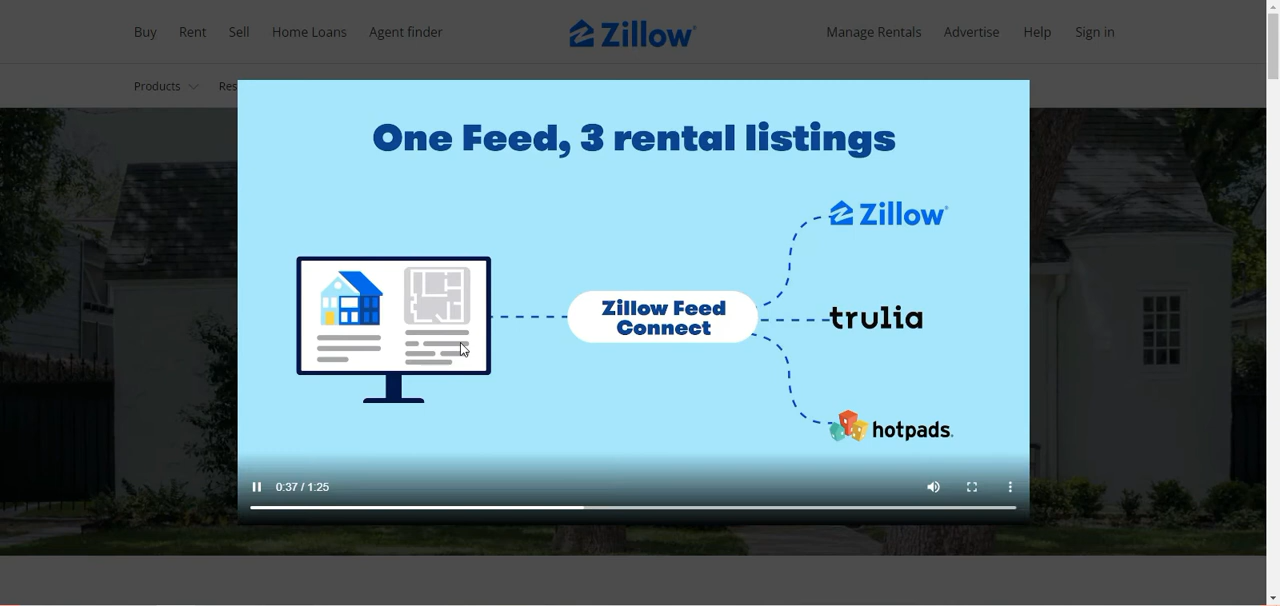 Buy Rent Sell Home Loans Agent finder Zillow Manage Rentals Advertise Help Sign in
Products
One Feed, 3 rental listings
Zillow
Zillow Feed
Connect
trulia
hotpads.
0:37 / 1:25